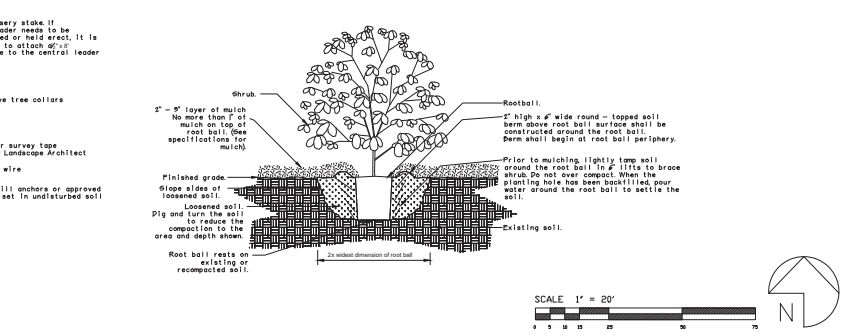 sery stake. If
ader needs to be
ed or held erect, it is
to attach " x 8'
e to the central leader
ve tree collars
r survey tape
Landscape Architect
wire
ill anchors or approved
set in undisturbed soil
Shrub.
2" - 3" layer of mulch
No more than 1" of
mulch on top of
root ball. (See
specifications for
mulch).
Finished grade.
Slope sides of
loosened soil.
Loosened soil.
Dig and turn the soil
to reduce the
compaction to the
area and depth shown.
Root ball rests on
existing or
recompacted soil.
2x widest dimension of root ball
Rootball.
high x wide round - topped soil
berm above root ball surface shall be
constructed around the root ball.
Berm shall begin at root ball periphery.
Prior to mulching, lightly tamp soil
around the root ball in lifts to brace
shrub. Do not over compact. When the
planting hole has been backfilled, pour
water around the root ball to settle the
soil.
Existing soil.
SCALE 1" = 20'
0 5 10 15 25 50 75
N